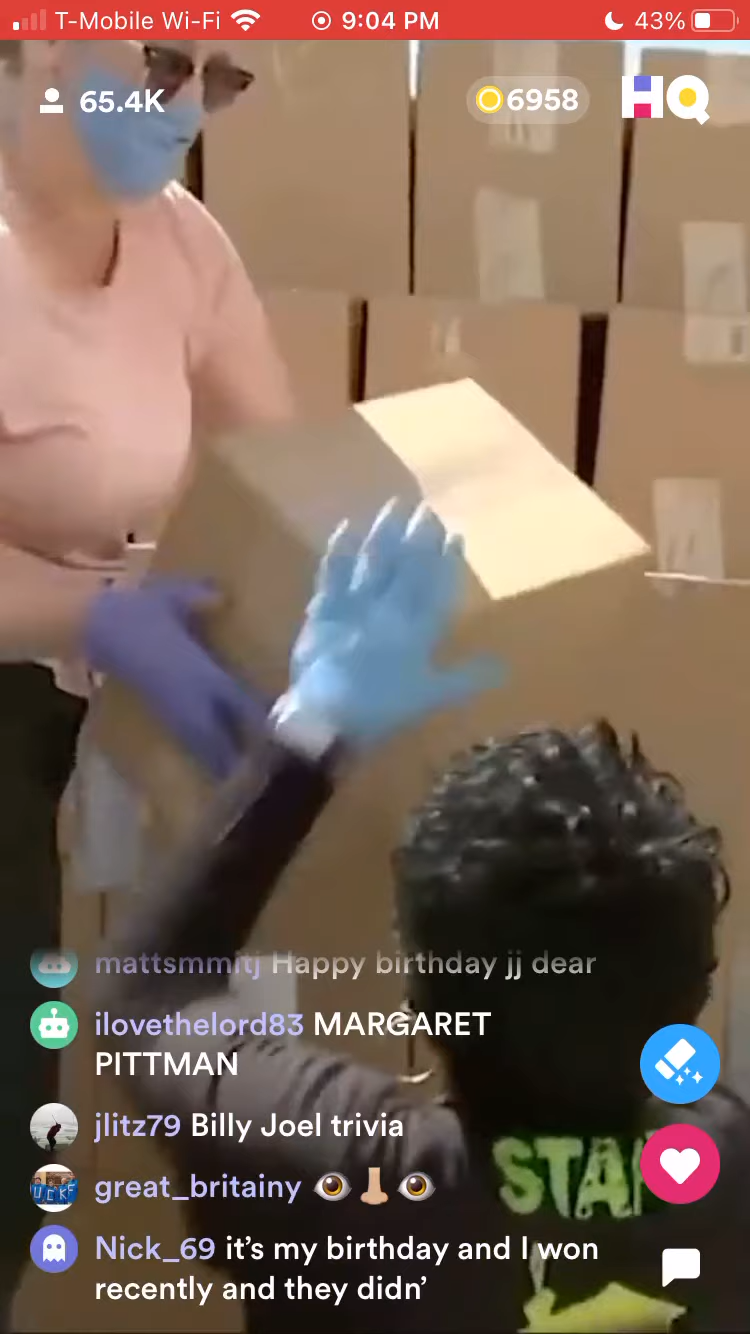 T-Mobile Wi-Fi 9:04 PM 43%
65.4K 6958 HQ
mattsmmitj Happy birthday jj dear
ilovethelord83 MARGARET
PITTMAN
jlitz79 Billy Joel trivia
great_britainy 👁👃👁
Nick_69 it’s my birthday and I won
recently and they didn’
STAF